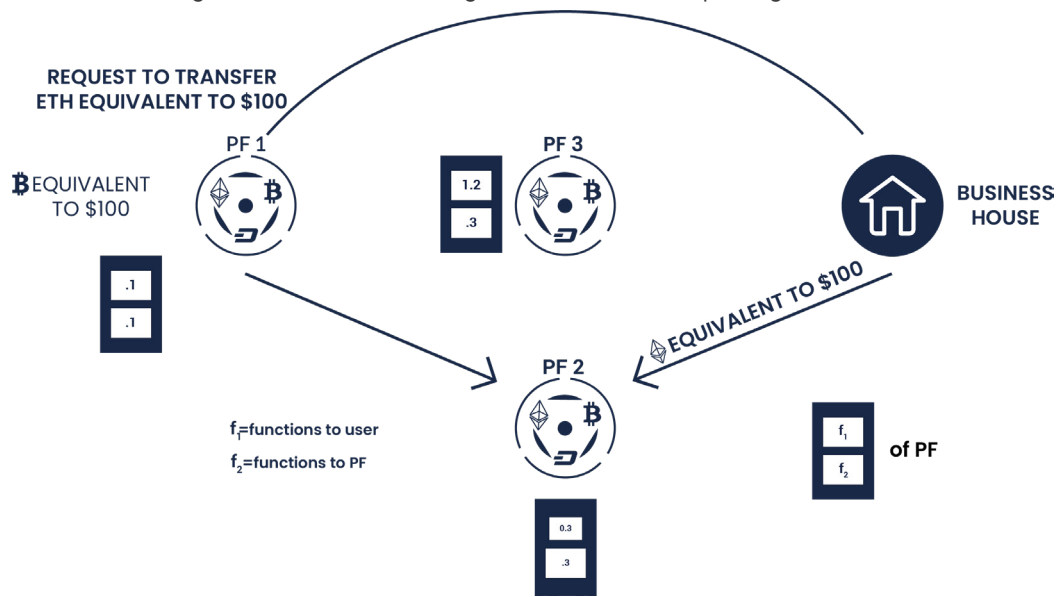 REQUEST TO TRANSFER
ETH EQUIVALENT TO $100
PF 1
PF 3
₿ EQUIVALENT
TO $100
1.2
.3
BUSINESS
HOUSE
.1
.1
EQUIVALENT TO $100
PF 2
f₁=functions to user
f₂=functions to PF
f₁
f₂
of PF
0.3
.3